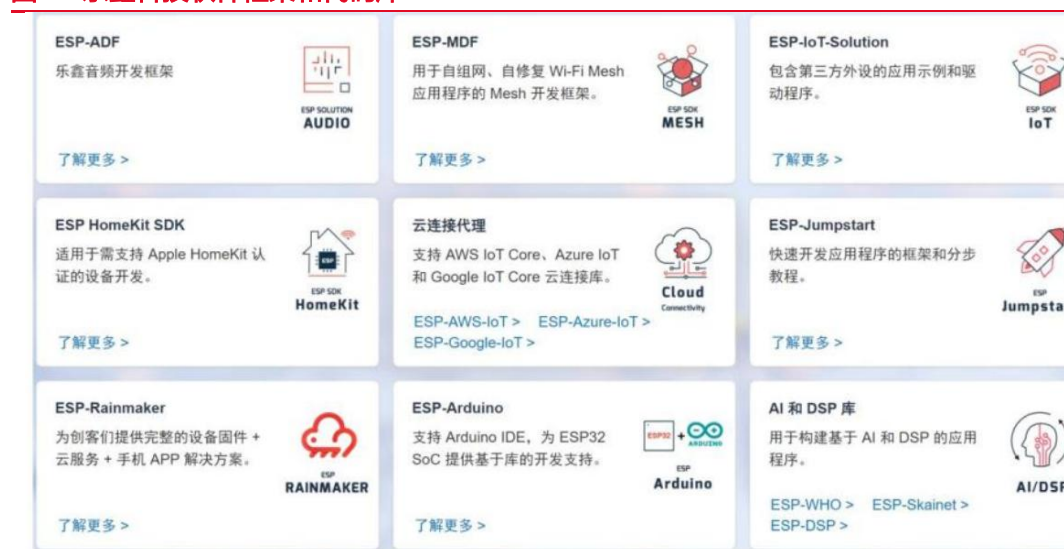 ESP-ADF
乐鑫音频开发框架
ESP SOLUTION
AUDIO
了解更多 >
ESP-MDF
用于自组网、自修复 Wi-Fi Mesh
应用程序的 Mesh 开发框架。
ESP SDK
MESH
了解更多 >
ESP-IoT-Solution
包含第三方外设的应用示例和驱
动程序。
ESP SDK
IoT
了解更多 >
ESP HomeKit SDK
适用于需支持 Apple HomeKit 认
证的设备开发。
ESP
ESP SDK
HomeKit
了解更多 >
云连接代理
支持 AWS IoT Core、Azure IoT
和 Google IoT Core 云连接库。
Cloud
Connectivity
ESP-AWS-IoT > ESP-Azure-IoT >
ESP-Google-IoT >
ESP-Jumpstart
快速开发应用程序的框架和分步
教程。
ESP
Jumpsta
了解更多 >
ESP-Rainmaker
为创客们提供完整的设备固件 +
云服务 + 手机 APP 解决方案。
ESP
RAINMAKER
了解更多 >
ESP-Arduino
支持 Arduino IDE，为 ESP32
SoC 提供基于库的开发支持。
ESP32 + ARDUINO
ESP
Arduino
了解更多 >
AI 和 DSP 库
用于构建基于 AI 和 DSP 的应用
程序。
AI/DSP
ESP-WHO > ESP-Skainet >
ESP-DSP >